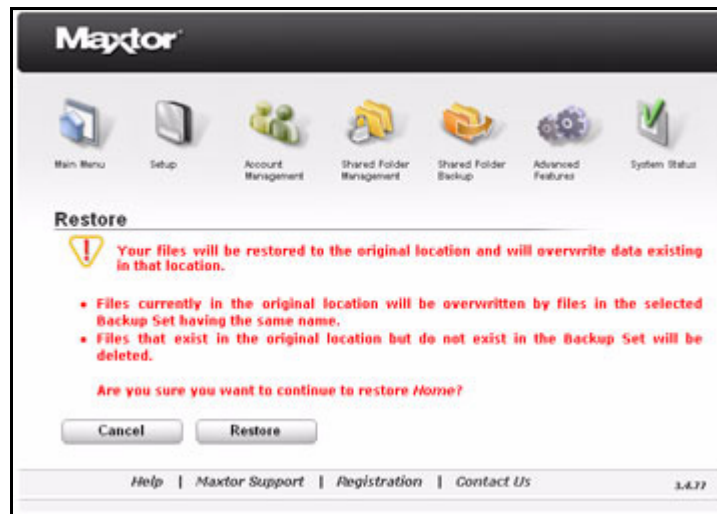 Maxtor
Main Menu
Setup
Account
Management
Shared Folder
Management
Shared Folder
Backup
Advanced
Features
System Status
Restore
Your files will be restored to the original location and will overwrite data existing
in that location.
• Files currently in the original location will be overwritten by files in the selected
Backup Set having the same name.
• Files that exist in the original location but do not exist in the Backup Set will be
deleted.
Are you sure you want to continue to restore Home?
Cancel Restore
Help | Maxtor Support | Registration | Contact Us 3.4.77